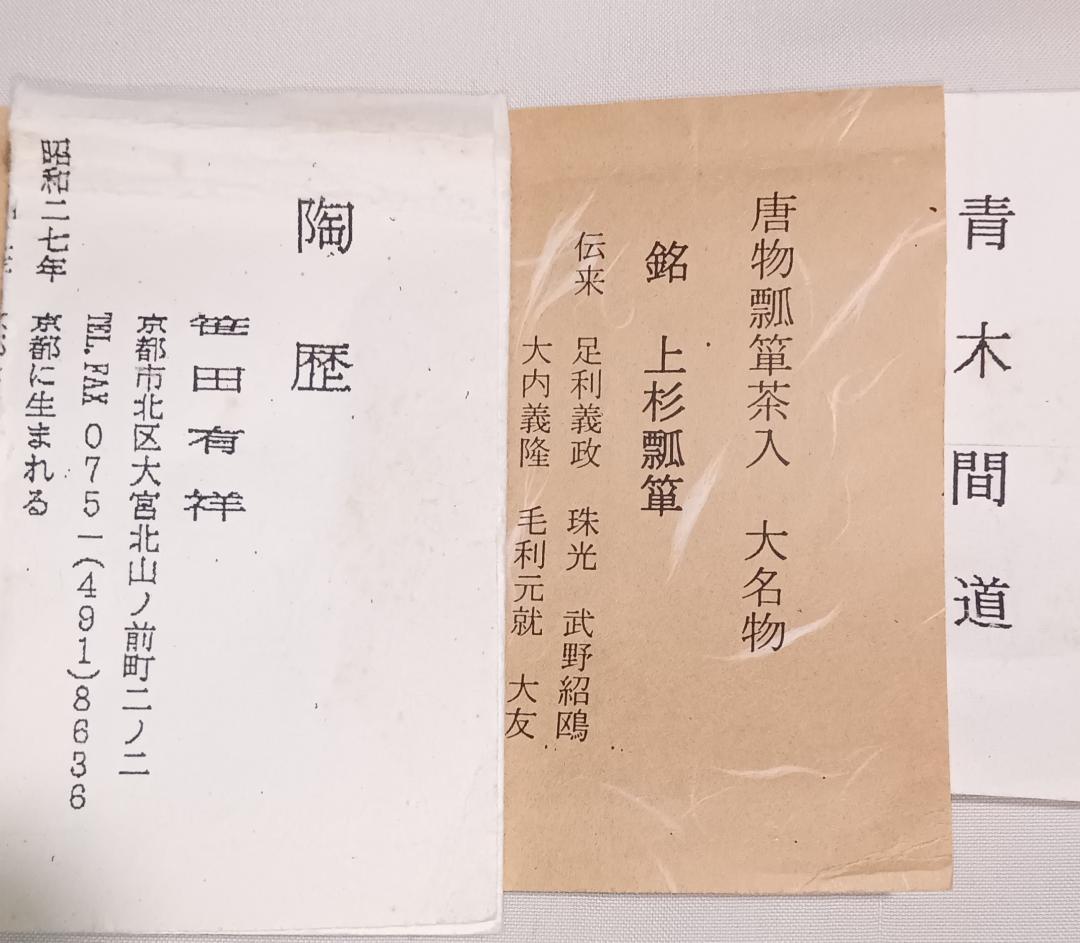 青木間道
唐物瓢箪茶入 大名物
銘 上杉瓢箪
伝来 足利義政 珠光 武野紹鴎
大内義隆 毛利元就 大友
陶歴
笹田有祥
京都市北区大宮北山ノ前町二ノ二
TEL.FAX 075-(491)8636
昭和二七年 京都に生まれる